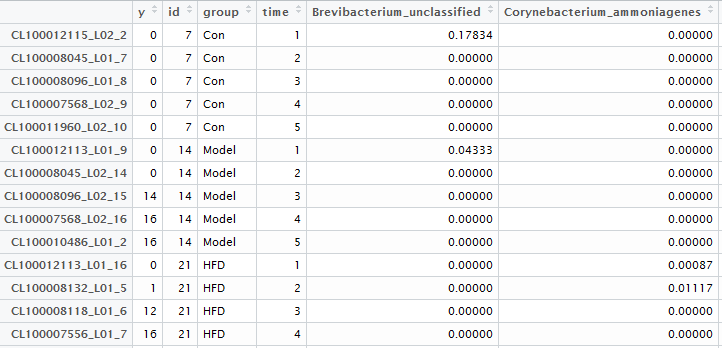 y id group time Brevibacterium_unclassified Corynebacterium_ammoniagenes
CL100012115_L02_2 0 7 Con 1 0.17834 0.00000
CL100008045_L01_7 0 7 Con 2 0.00000 0.00000
CL100008096_L01_8 0 7 Con 3 0.00000 0.00000
CL100007568_L02_9 0 7 Con 4 0.00000 0.00000
CL100011960_L02_10 0 7 Con 5 0.00000 0.00000
CL100012113_L01_9 0 14 Model 1 0.04333 0.00000
CL100008045_L02_14 0 14 Model 2 0.00000 0.00000
CL100008096_L02_15 14 14 Model 3 0.00000 0.00000
CL100007568_L02_16 16 14 Model 4 0.00000 0.00000
CL100010486_L01_2 16 14 Model 5 0.00000 0.00000
CL100012113_L01_16 0 21 HFD 1 0.00000 0.00087
CL100008132_L01_5 1 21 HFD 2 0.00000 0.01117
CL100008118_L01_6 12 21 HFD 3 0.00000 0.00000
CL100007556_L01_7 16 21 HFD 4 0.00000 0.00000